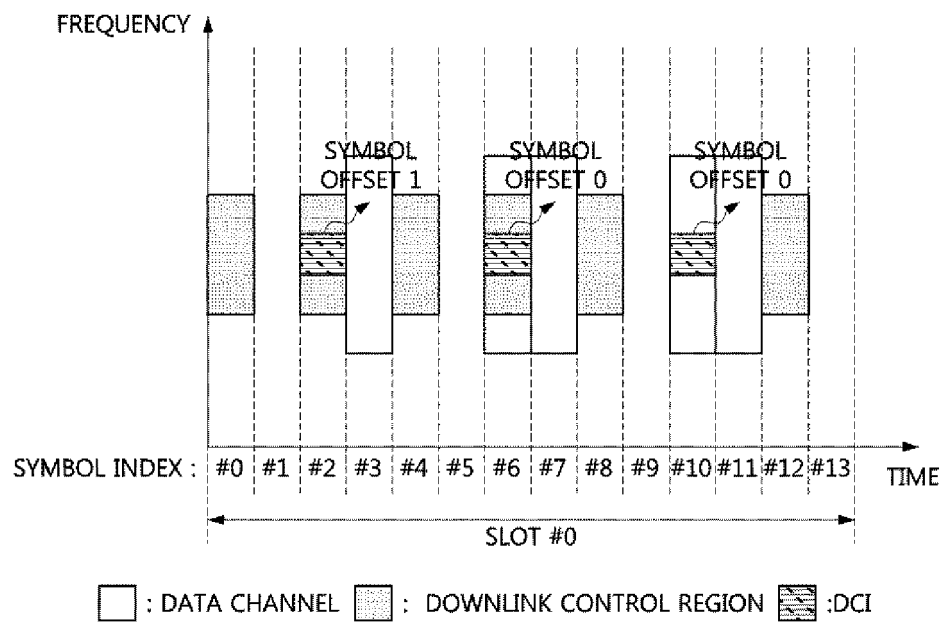 FREQUENCY
SYMBOL OFFSET 1
SYMBOL OFFSET 0
SYMBOL OFFSET 0
SYMBOL INDEX : #0 #1 #2 #3 #4 #5 #6 #7 #8 #9 #10 #11 #12 #13
TIME
SLOT #0
: DATA CHANNEL : DOWNLINK CONTROL REGION :DCI